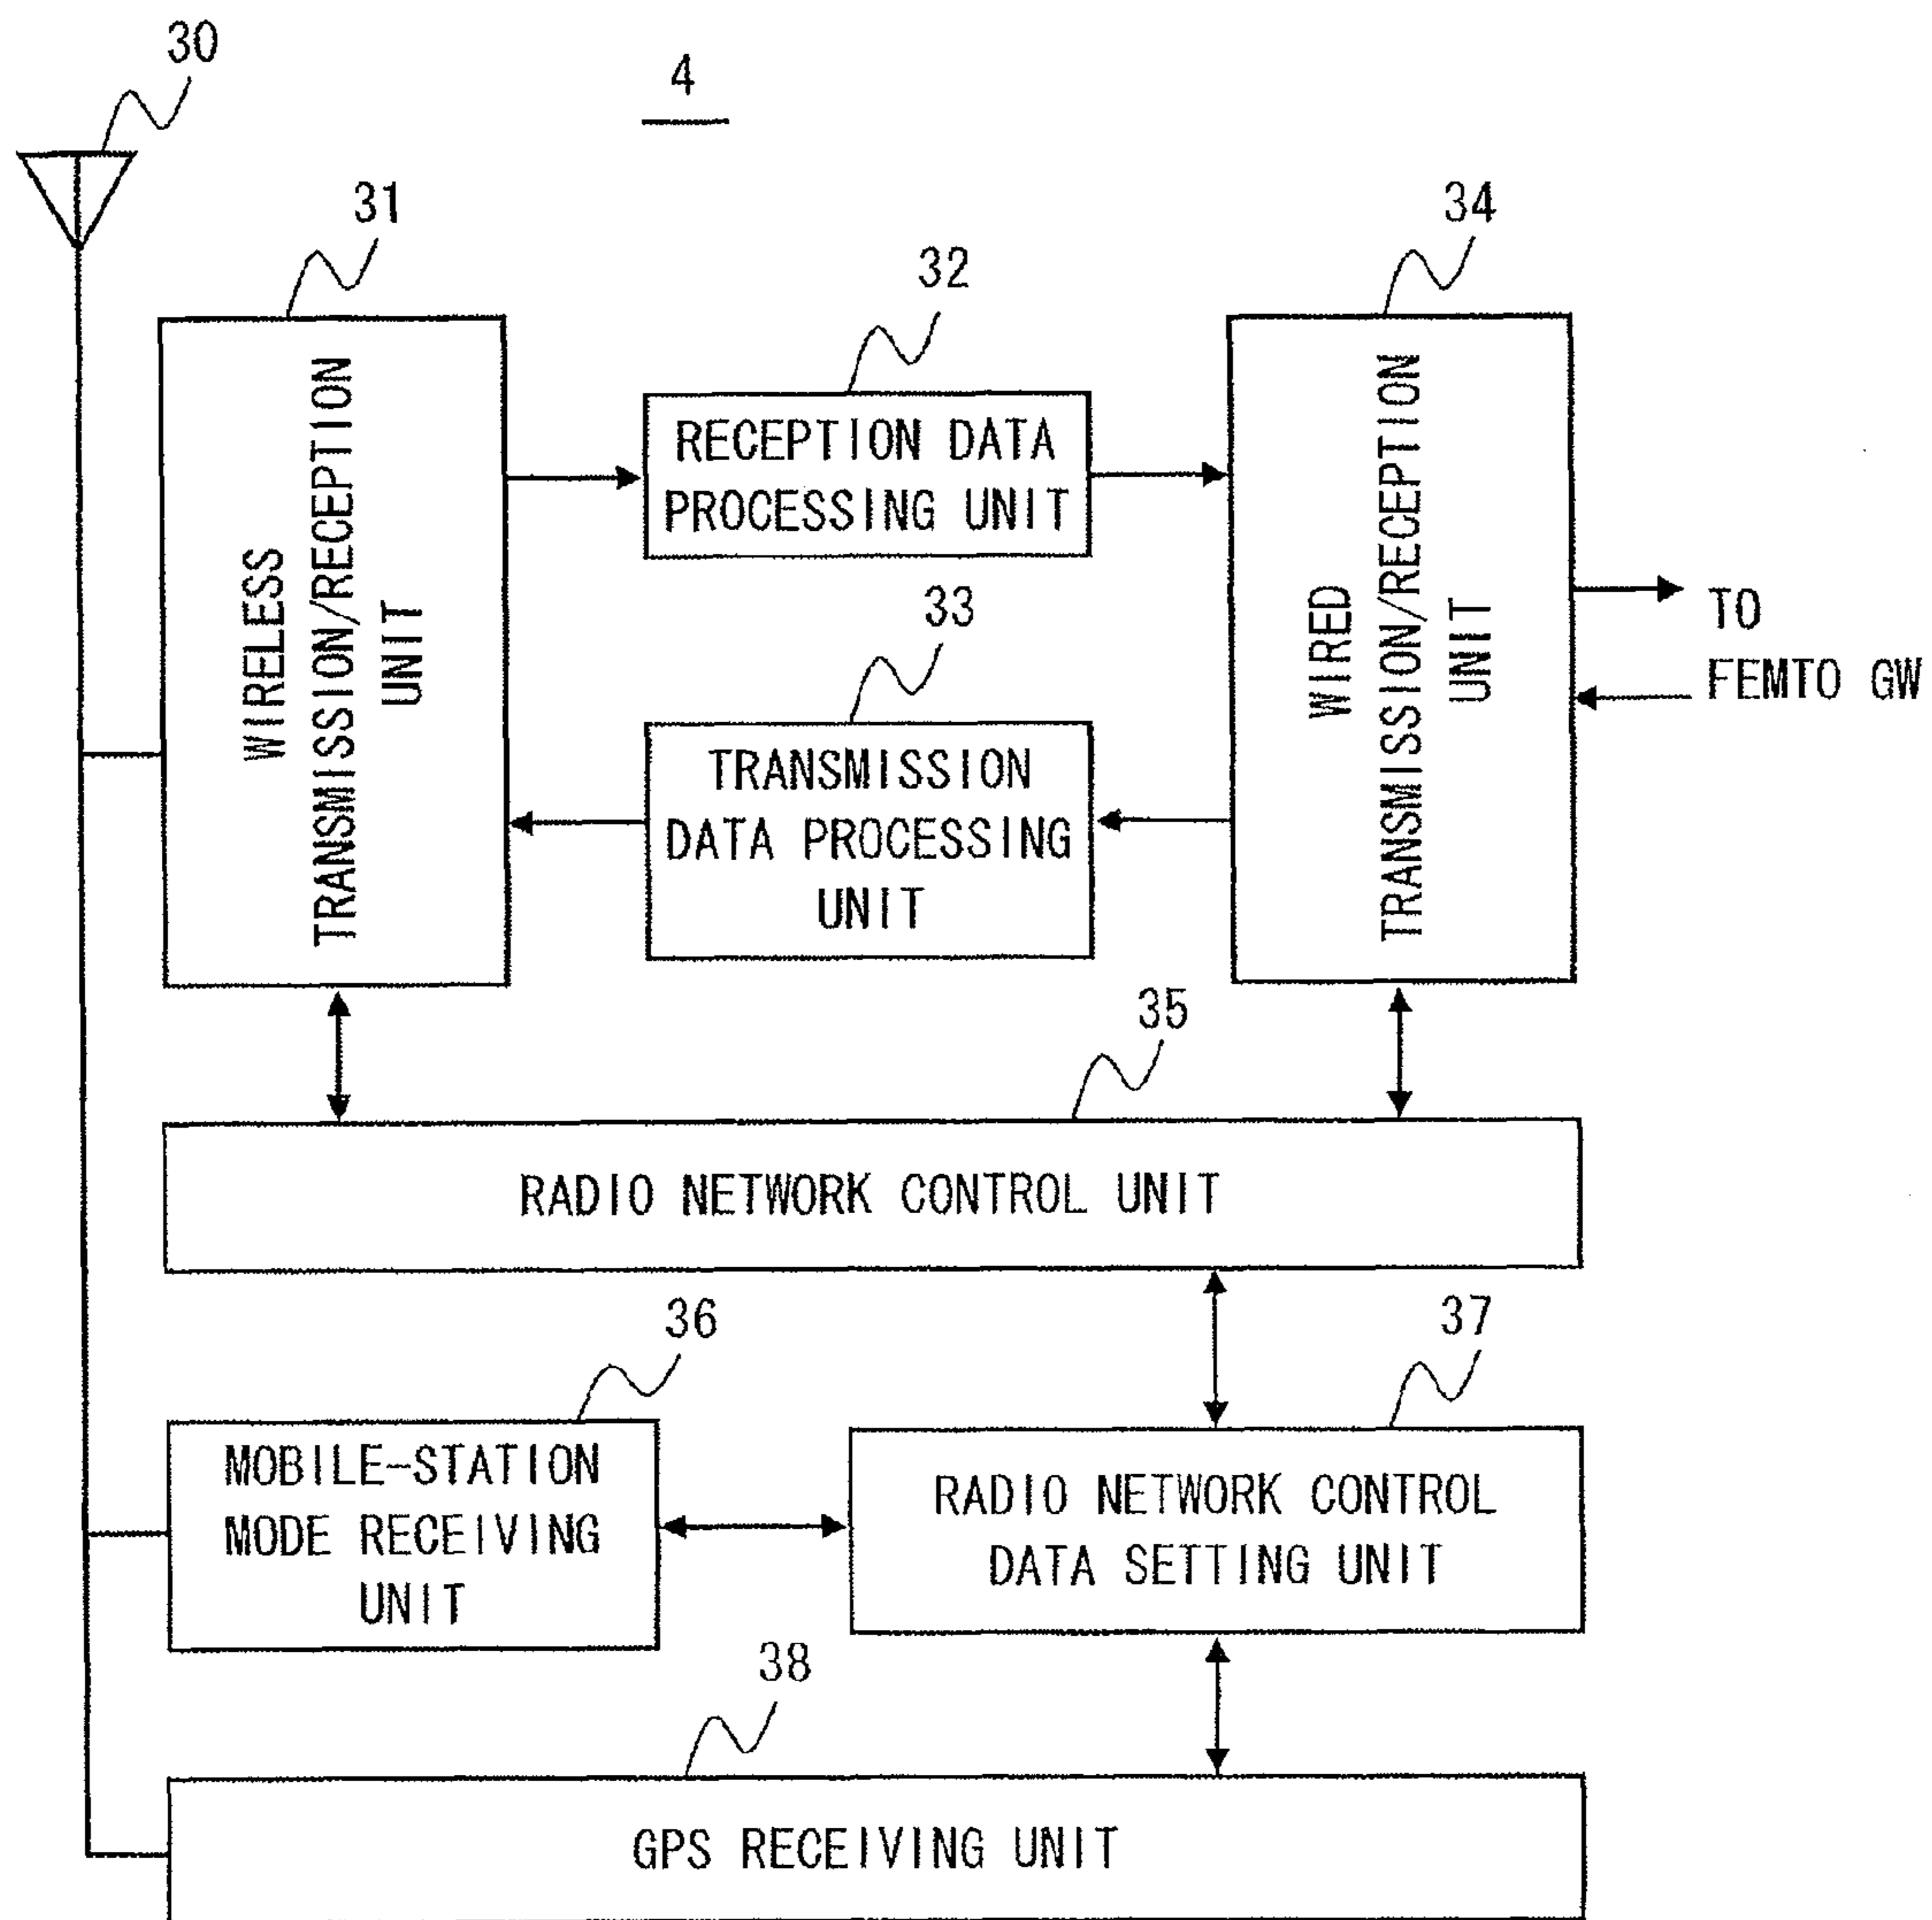 30
4
31
34
32
WIRELESS
TRANSMISSION/RECEPTION
UNIT
RECEPTION DATA
PROCESSING UNIT
WIRED
TRANSMISSION/RECEPTION
UNIT
TO
FEMTO GW
33
TRANSMISSION
DATA PROCESSING
UNIT
35
RADIO NETWORK CONTROL UNIT
36
37
MOBILE-STATION
MODE RECEIVING
UNIT
RADIO NETWORK CONTROL
DATA SETTING UNIT
38
GPS RECEIVING UNIT